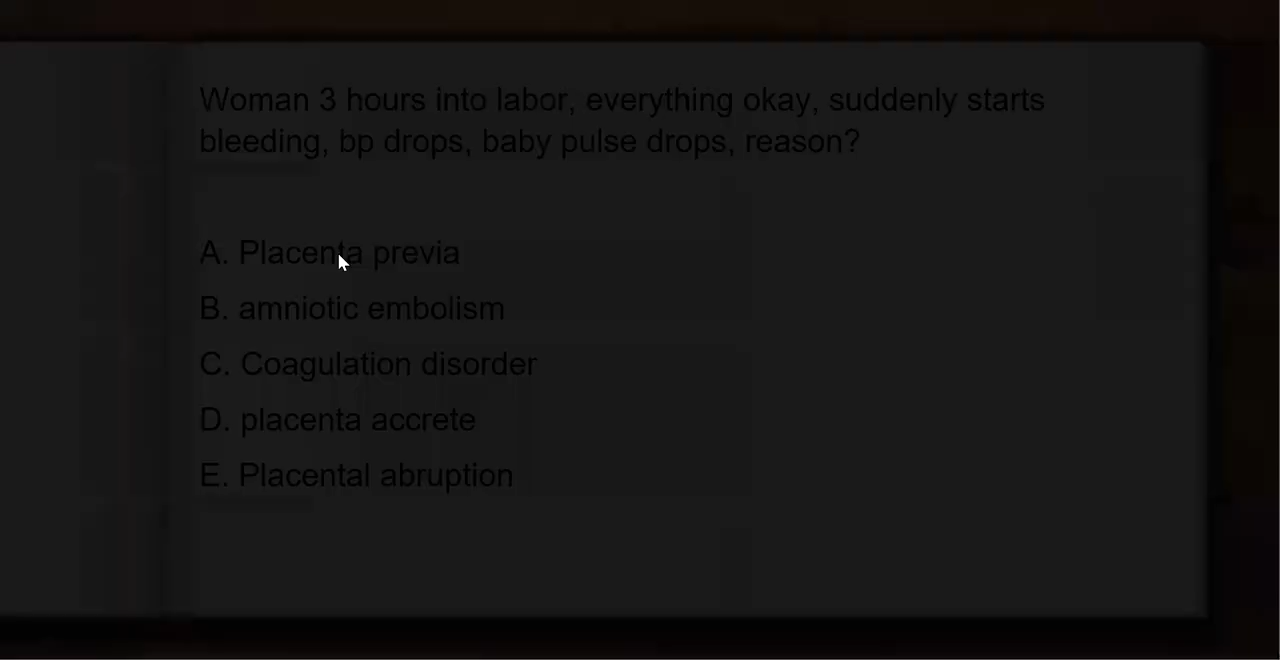 Woman 3 hours into labor, everything okay, suddenly starts
bleeding, bp drops, baby pulse drops, reason?
A. Placenta previa
B. amniotic embolism
C. Coagulation disorder
D. placenta accrete
E. Placental abruption